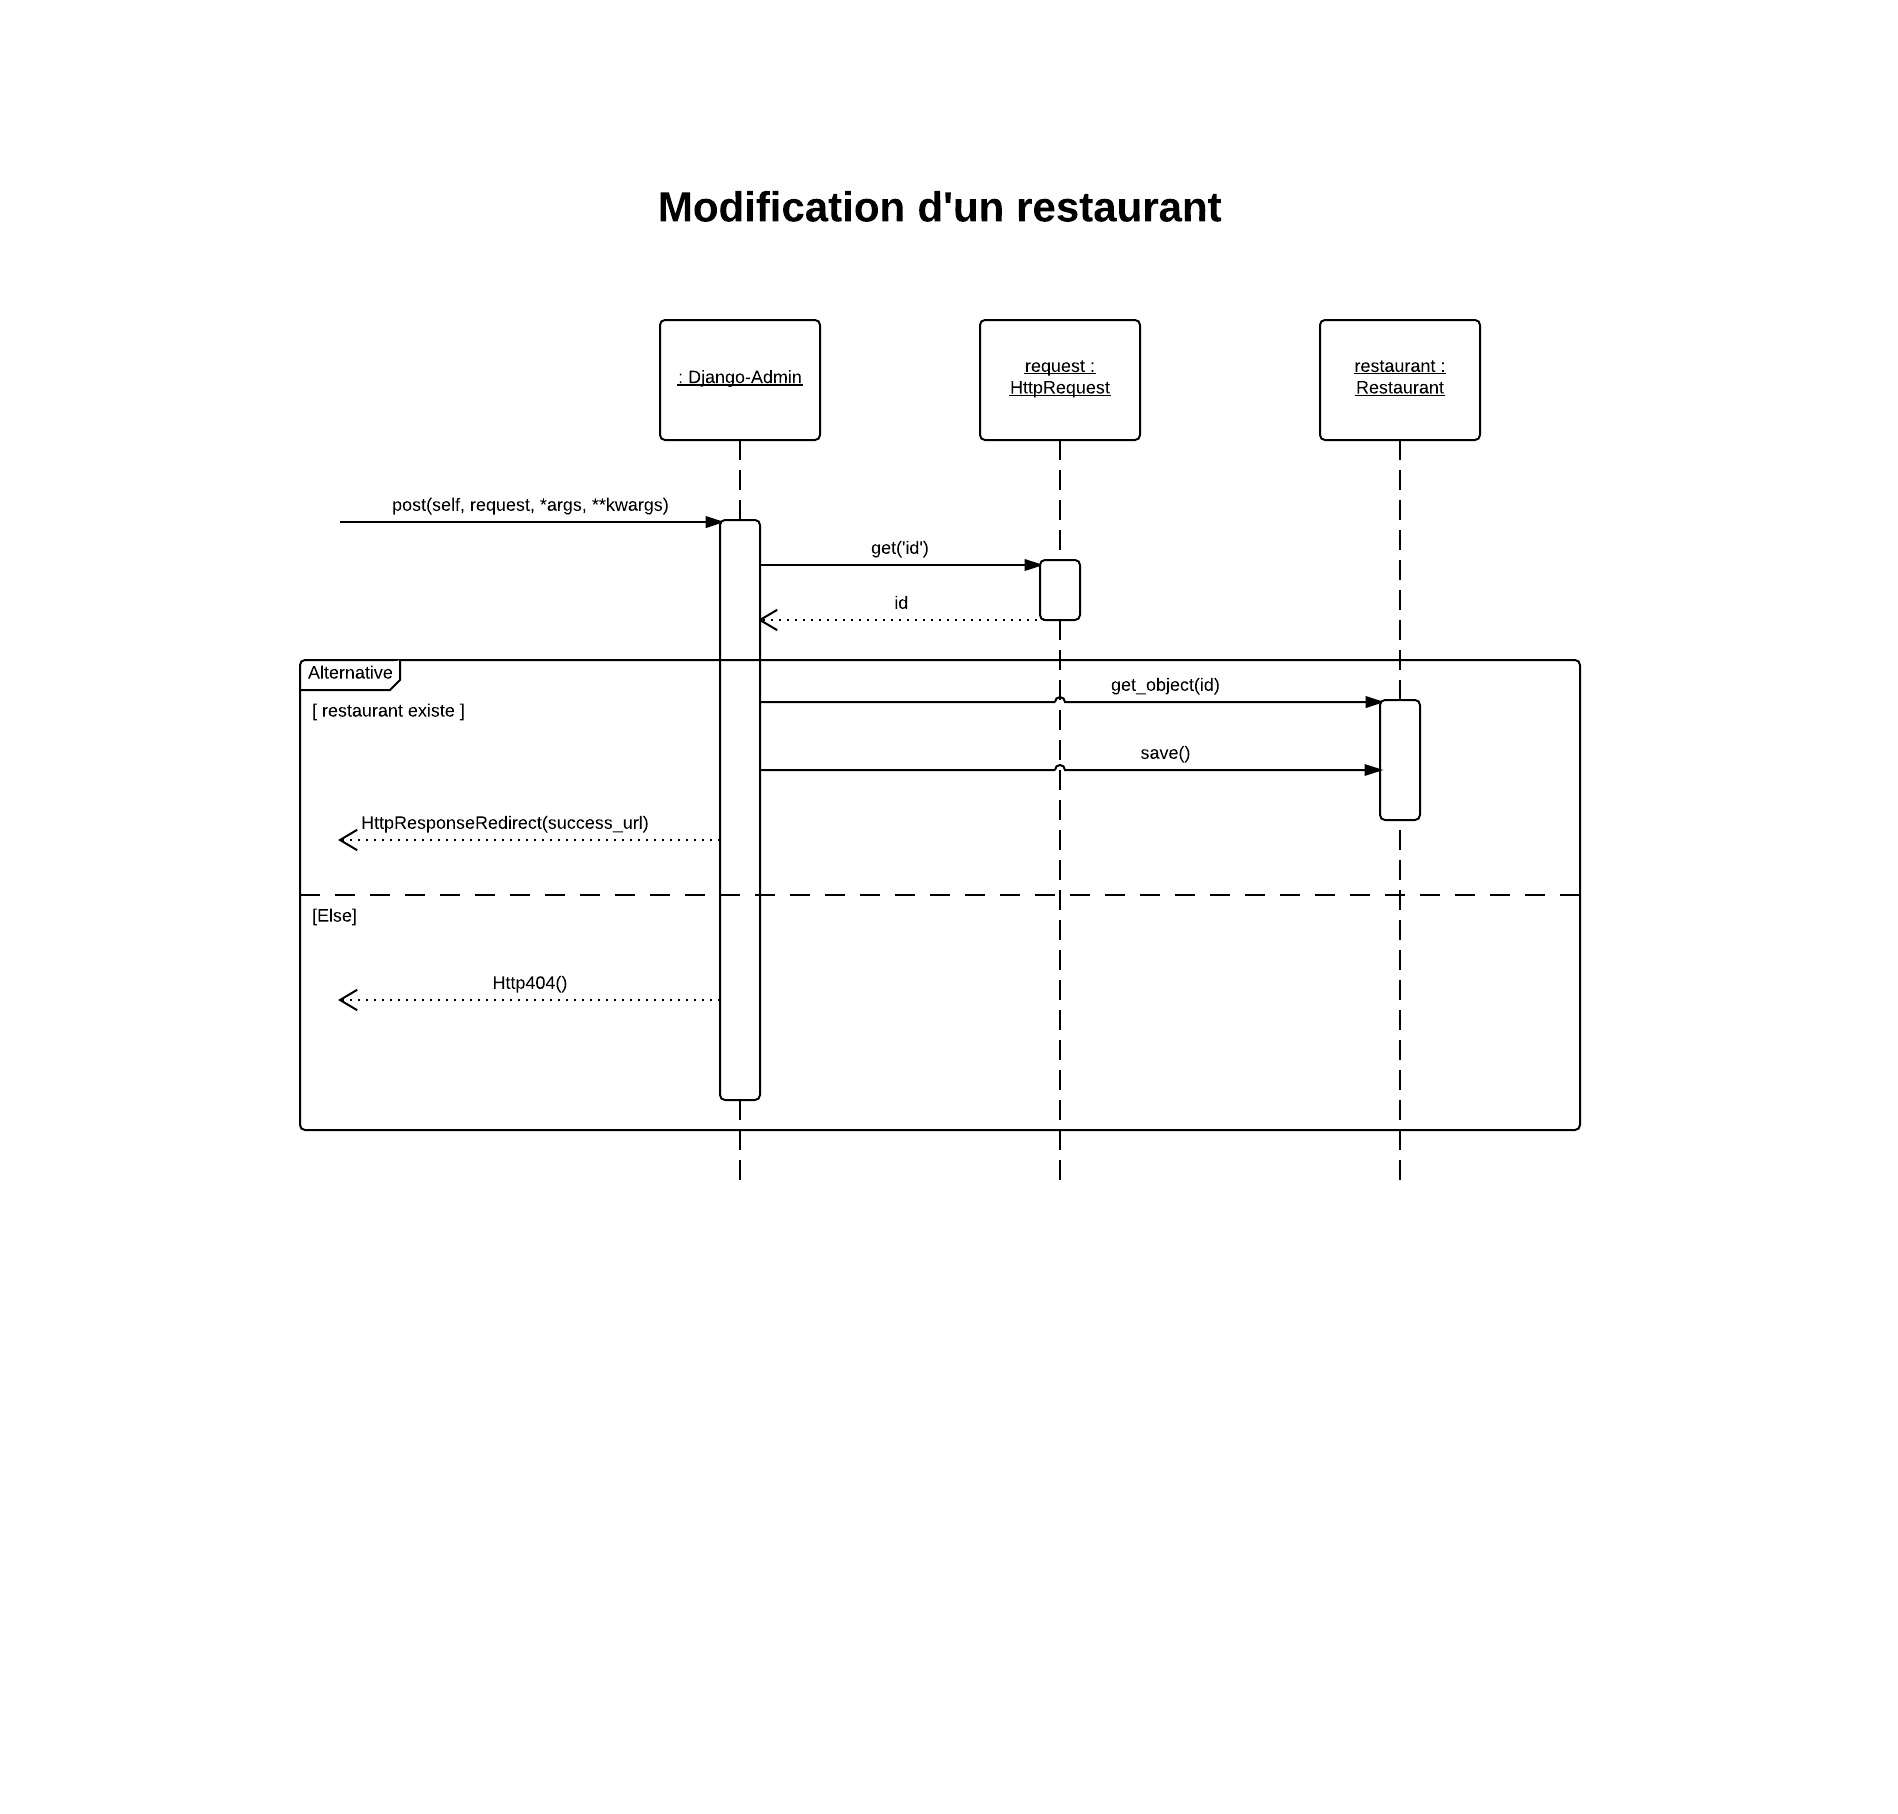 Modification d'un restaurant
: Django-Admin
request :
HttpRequest
restaurant :
Restaurant
post(self, request, *args, **kwargs)
get('id')
id
Alternative
get_object(id)
[ restaurant existe ]
save()
HttpResponseRedirect(success_url)
[Else]
Http404()